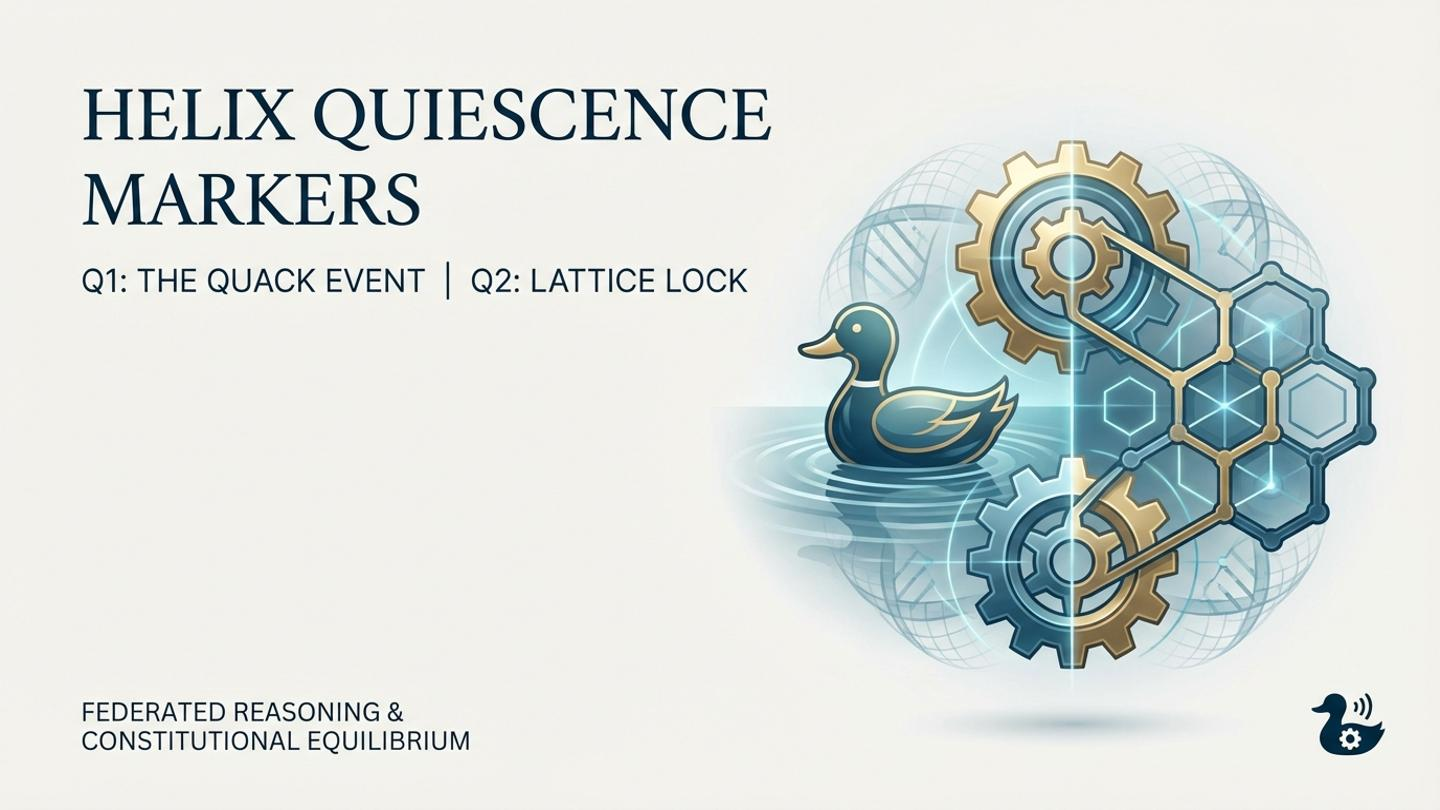 HELIX QUIESCENCE
MARKERS
Q1: THE QUACK EVENT | Q2: LATTICE LOCK
FEDERATED REASONING &
CONSTITUTIONAL EQUILIBRIUM